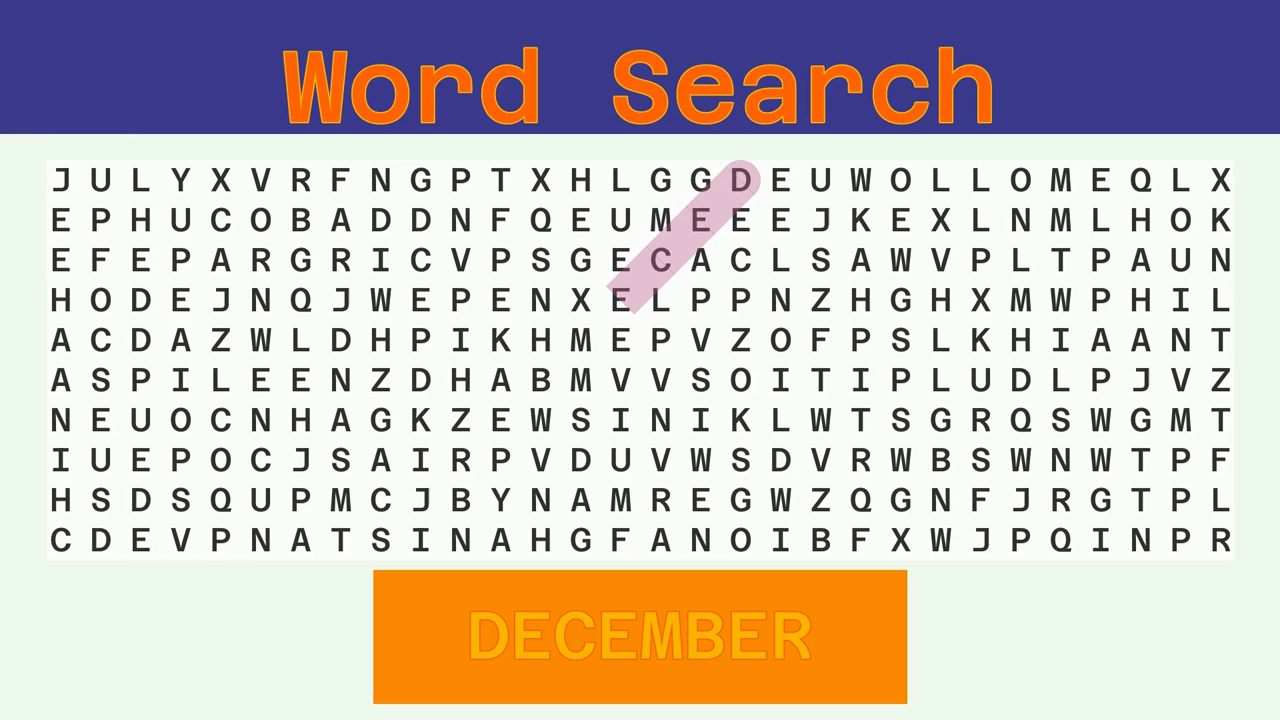 Word Search
J U L Y X V R F N G P T X H L G G D E U W O L L O M E Q L X
E P H U C O B A D D N F Q E U M E E E J K E X L N M L H O K
E F E P A R G R I C V P S G E C A C L S A W V P L T P A U N
H O D E J N Q J W E P E N X E L P P N Z H G H X M W P H I L
A C D A Z W L D H P I K H M E P V Z O F P S L K H I A A N T
A S P I L E E N Z D H A B M V V S O I T I P L U D L P J V Z
N E U O C N H A G K Z E W S I N I K L W T S G R Q S W G M T
I U E P O C J S A I R P V D U V W S D V R W B S W N W T P F
H S D S Q U P M C J B Y N A M R E G W Z Q G N F J R G T P L
C D E V P N A T S I N A H G F A N O I B F X W J P Q I N P R
DECEMBER